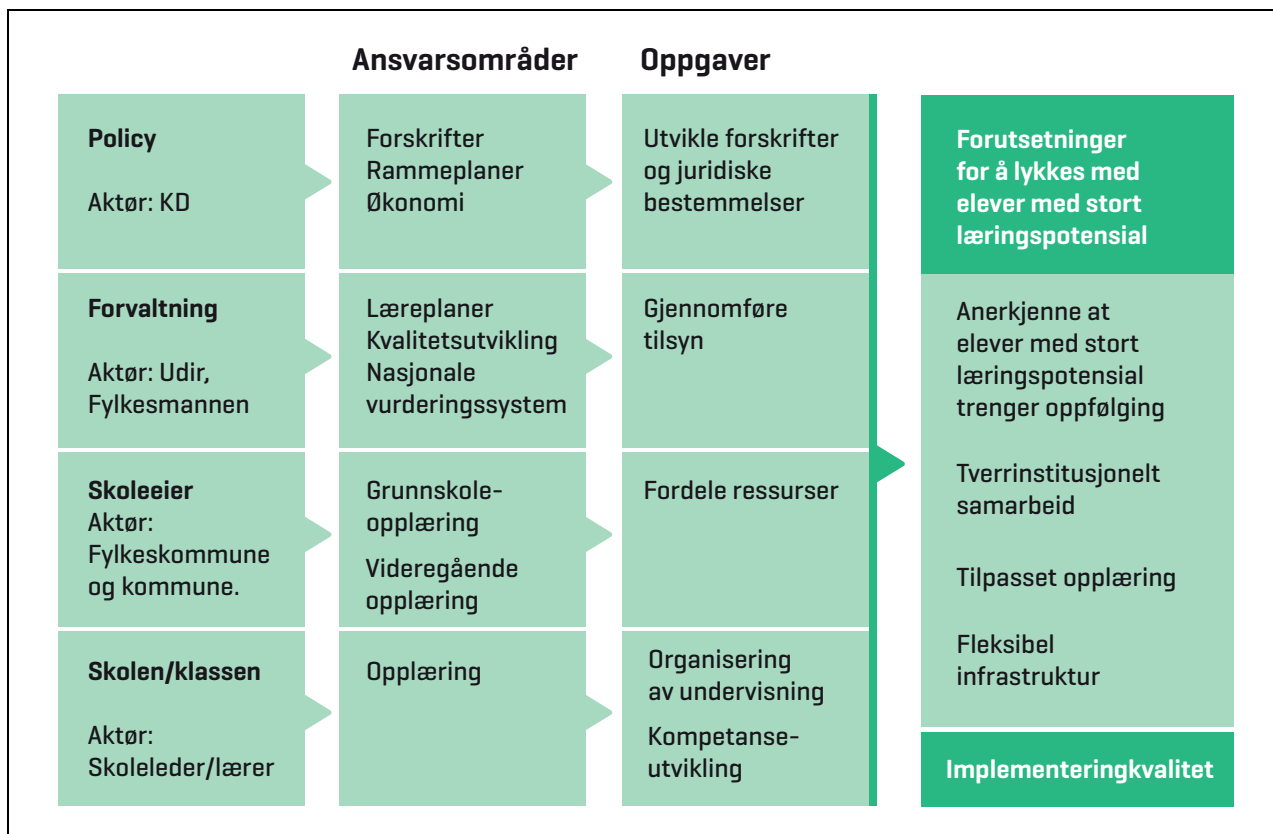 Ansvarsområder
Oppgaver
Policy
Aktør: KD
Forskrifter
Rammeplaner
Økonomi
Utvikle forskrifter
og juridiske
bestemmelser
Forvaltning
Aktør: Udir,
Fylkesmannen
Læreplaner
Kvalitetsutvikling
Nasjonale
vurderingssystem
Gjennomføre
tilsyn
Skoleeier
Aktør:
Fylkeskommune
og kommune.
Grunnskole-
opplæring
Videregående
opplæring
Fordele ressurser
Skolen/klassen
Aktør:
Skoleleder/lærer
Opplæring
Organisering
av undervisning
Kompetanse-
utvikling
Forutsetninger
for å lykkes med
elever med stort
læringspotensial
Anerkjenne at
elever med stort
læringspotensial
trenger oppfølging
Tverrinstitusjonelt
samarbeid
Tilpasset opplæring
Fleksibel
infrastruktur
Implementeringkvalitet